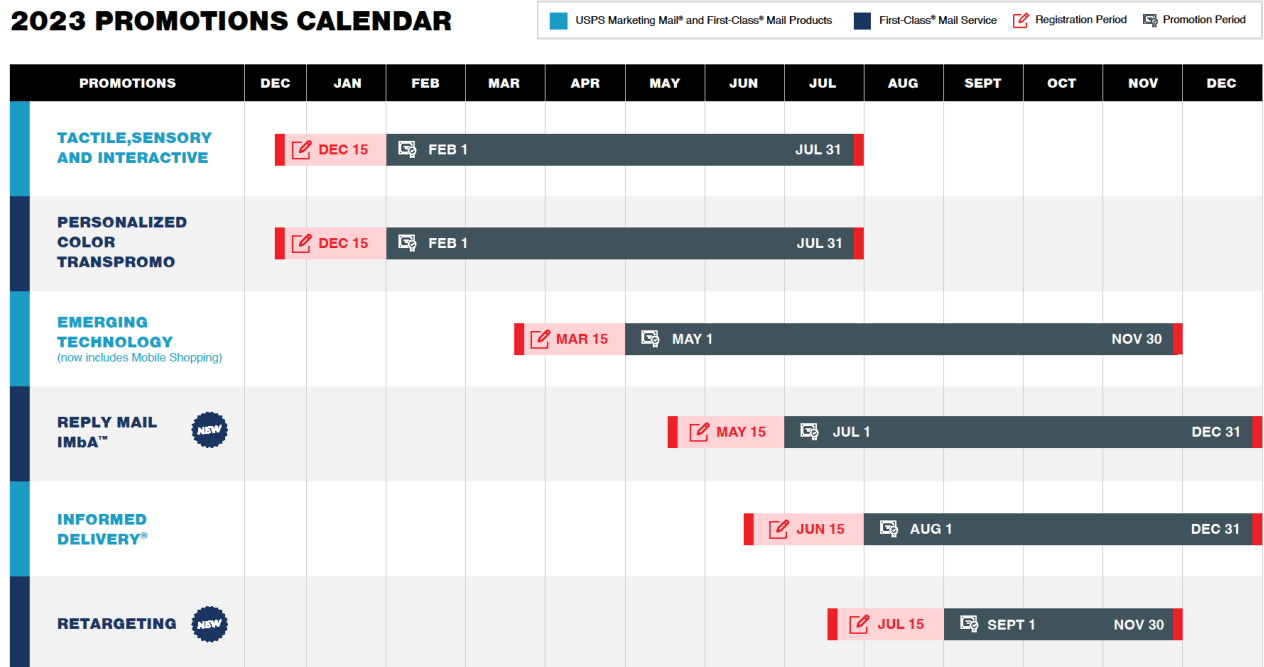 2023 PROMOTIONS CALENDAR
USPS Marketing Mail® and First-Class® Mail Products
First-Class® Mail Service
Registration Period
Promotion Period
PROMOTIONS DEC JAN FEB MAR APR MAY JUN JUL AUG SEPT OCT NOV DEC
TACTILE,SENSORY
AND INTERACTIVE
DEC 15 FEB 1 JUL 31
PERSONALIZED
COLOR
TRANSPROMO
DEC 15 FEB 1 JUL 31
EMERGING
TECHNOLOGY
(now includes Mobile Shopping)
MAR 15 MAY 1 NOV 30
REPLY MAIL
IMbA™
NEW
MAY 15 JUL 1 DEC 31
INFORMED
DELIVERY®
JUN 15 AUG 1 DEC 31
RETARGETING
NEW
JUL 15 SEPT 1 NOV 30